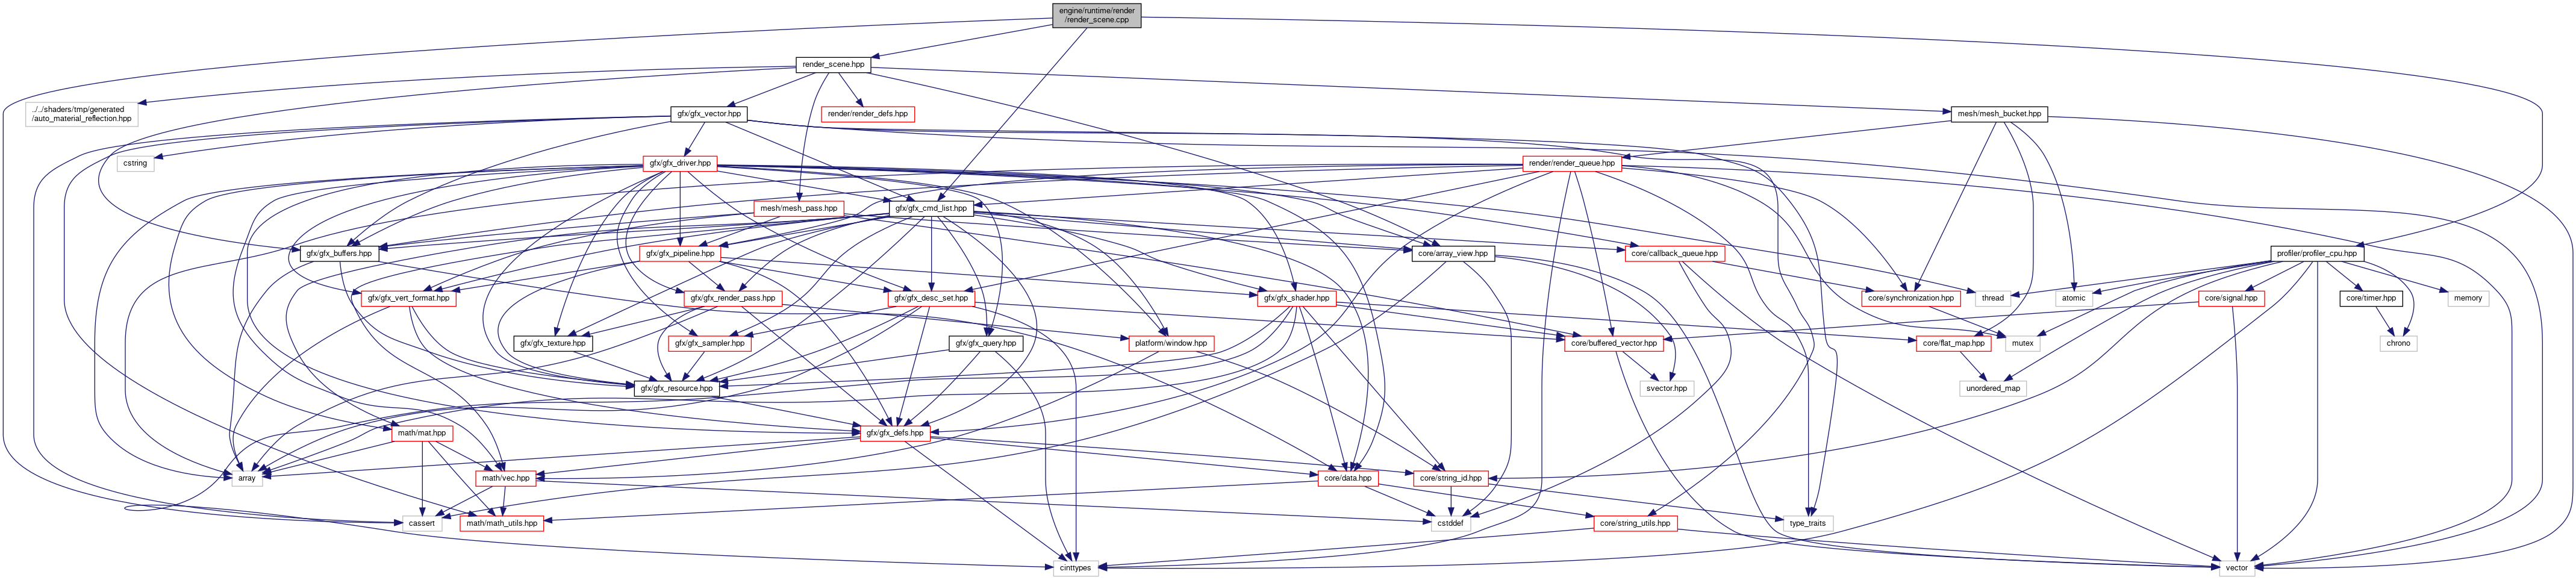 engine/runtime/render
/render_scene.cpp
render_scene.hpp
../../shaders/tmp/generated
/auto_material_reflection.hpp
gfx/gfx_vector.hpp
render/render_defs.hpp
mesh/mesh_bucket.hpp
cstring
gfx/gfx_driver.hpp
render/render_queue.hpp
mesh/mesh_pass.hpp
gfx/gfx_cmd_list.hpp
gfx/gfx_buffers.hpp
gfx/gfx_pipeline.hpp
core/array_view.hpp
core/callback_queue.hpp
profiler/profiler_cpu.hpp
gfx/gfx_vert_format.hpp
gfx/gfx_render_pass.hpp
gfx/gfx_desc_set.hpp
gfx/gfx_shader.hpp
core/synchronization.hpp
thread
atomic
core/signal.hpp
core/timer.hpp
memory
gfx/gfx_texture.hpp
gfx/gfx_sampler.hpp
gfx/gfx_query.hpp
platform/window.hpp
core/buffered_vector.hpp
core/flat_map.hpp
mutex
chrono
gfx/gfx_resource.hpp
svector.hpp
unordered_map
math/mat.hpp
gfx/gfx_defs.hpp
array
math/vec.hpp
core/data.hpp
core/string_id.hpp
cassert
math/math_utils.hpp
cstddef
core/string_utils.hpp
type_traits
cinttypes
vector